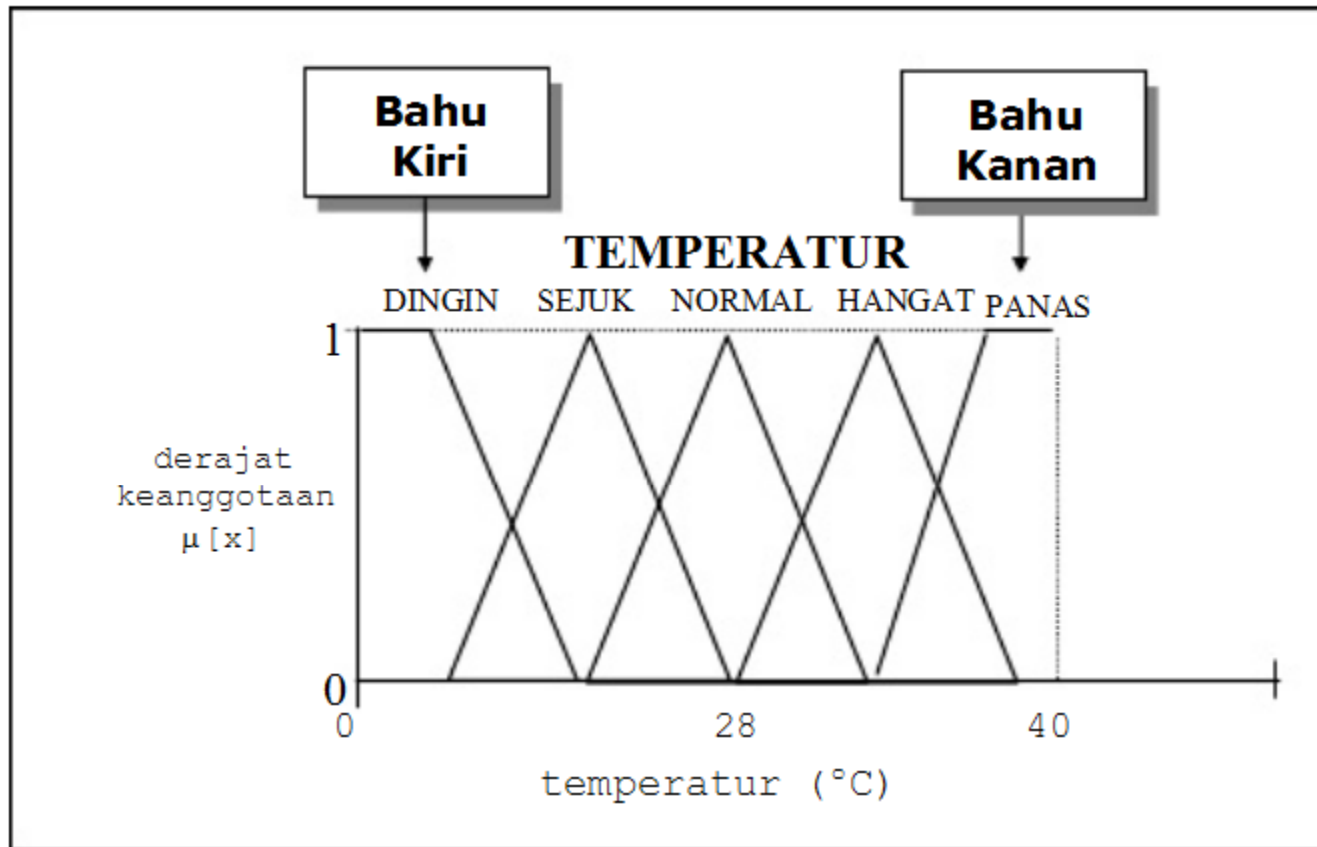 Bahu
Kiri
Bahu
Kanan
TEMPERATUR
DINGIN SEJUK NORMAL HANGAT PANAS
1
derajat
keanggotaan
μ[x]
0
0 28 40
temperatur (°C)